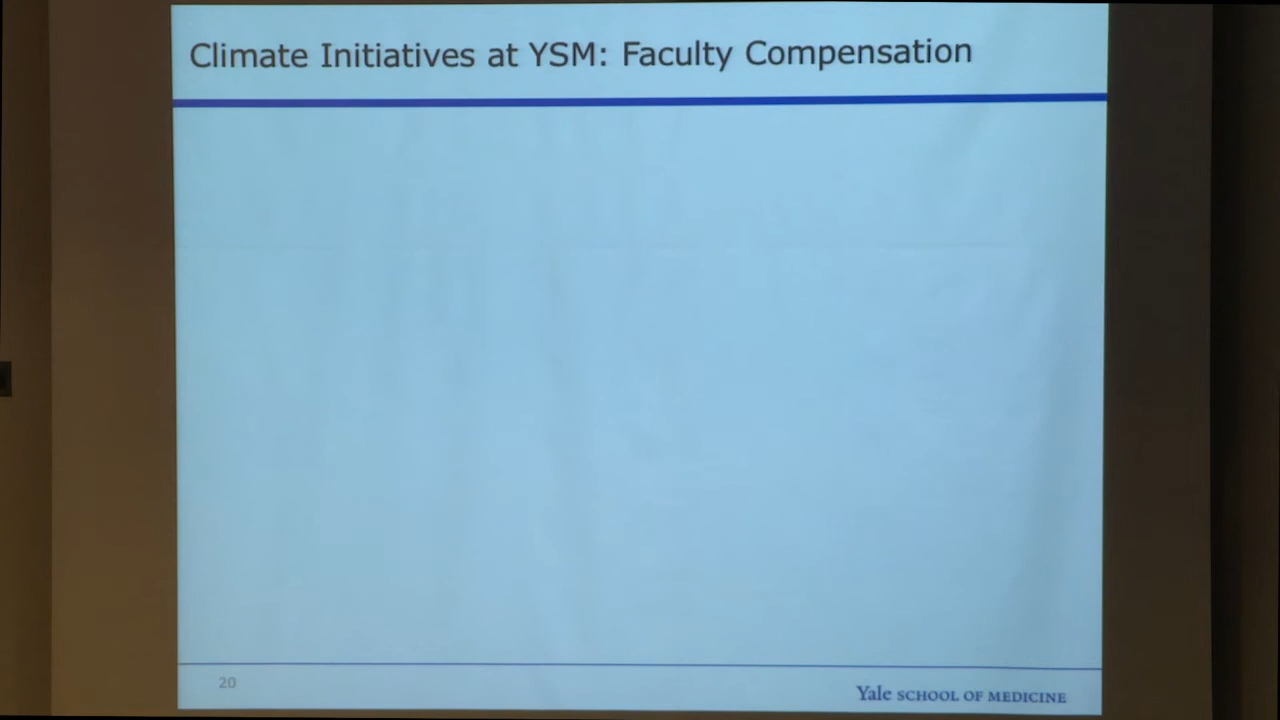 Climate Initiatives at YSM: Faculty Compensation
20
Yale SCHOOL OF MEDICINE